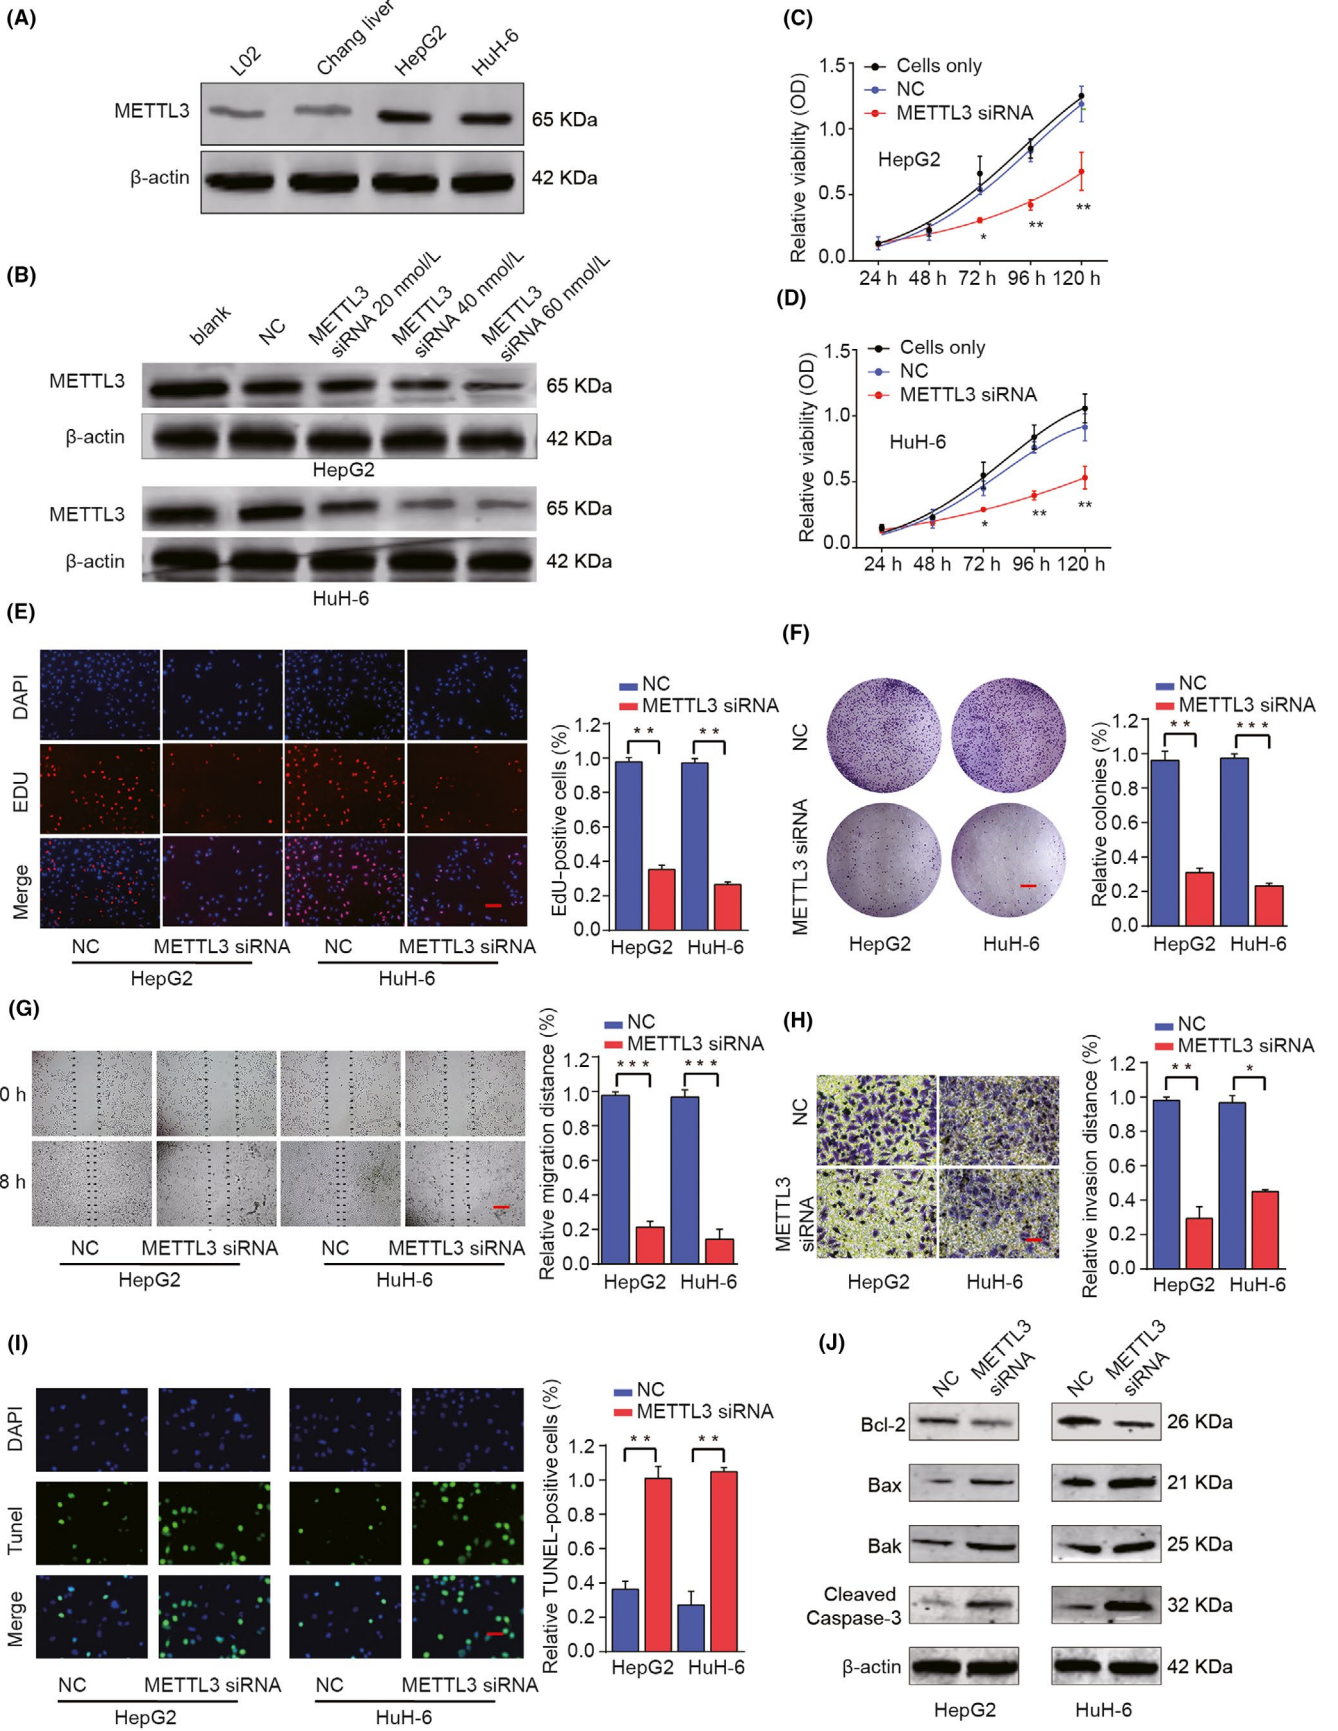 (A)
L02
Chang liver
HepG2
HuH-6
METTL3
65 KDa
β-actin
42 KDa
(B)
blank
NC
METTL3
siRNA 20 nmol/L
METTL3
siRNA 40 nmol/L
METTL3
siRNA 60 nmol/L
METTL3
65 KDa
β-actin
42 KDa
HepG2
METTL3
65 KDa
β-actin
42 KDa
HuH-6
(C)
Cells only
NC
METTL3 siRNA
HepG2
Relative viability (OD)
1.5
1.0
0.5
0.0
*
**
**
24 h 48 h 72 h 96 h 120 h
(D)
Cells only
NC
METTL3 siRNA
HuH-6
Relative viability (OD)
1.5
1.0
0.5
0.0
*
**
**
24 h 48 h 72 h 96 h 120 h
(E)
DAPI
EDU
Merge
NC METTL3 siRNA NC METTL3 siRNA
HepG2 HuH-6
NC
METTL3 siRNA
EdU-positive cells (%)
1.2
1.0
0.8
0.6
0.4
0.2
0.0
** **
HepG2 HuH-6
(F)
NC
METTL3 siRNA
HepG2 HuH-6
NC
METTL3 siRNA
Relative colonies (%)
1.2
1.0
0.8
0.6
0.4
0.2
0.0
** ***
HepG2 HuH-6
(G)
0 h
8 h
NC METTL3 siRNA NC METTL3 siRNA
HepG2 HuH-6
NC
METTL3 siRNA
Relative migration distance (%)
1.2
1.0
0.8
0.6
0.4
0.2
0.0
*** ***
HepG2 HuH-6
(H)
NC
METTL3
siRNA
HepG2 HuH-6
NC
METTL3 siRNA
Relative invasion distance (%)
1.2
1.0
0.8
0.6
0.4
0.2
0.0
** *
HepG2 HuH-6
(I)
DAPI
Tunel
Merge
NC METTL3 siRNA NC METTL3 siRNA
HepG2 HuH-6
NC
METTL3 siRNA
Relative TUNEL-positive cells (%)
1.2
1.0
0.8
0.6
0.4
0.2
0.0
** **
HepG2 HuH-6
(J)
NC
METTL3
siRNA
NC
METTL3
siRNA
Bcl-2
26 KDa
Bax
21 KDa
Bak
25 KDa
Cleaved
Caspase-3
32 KDa
β-actin
42 KDa
HepG2 HuH-6